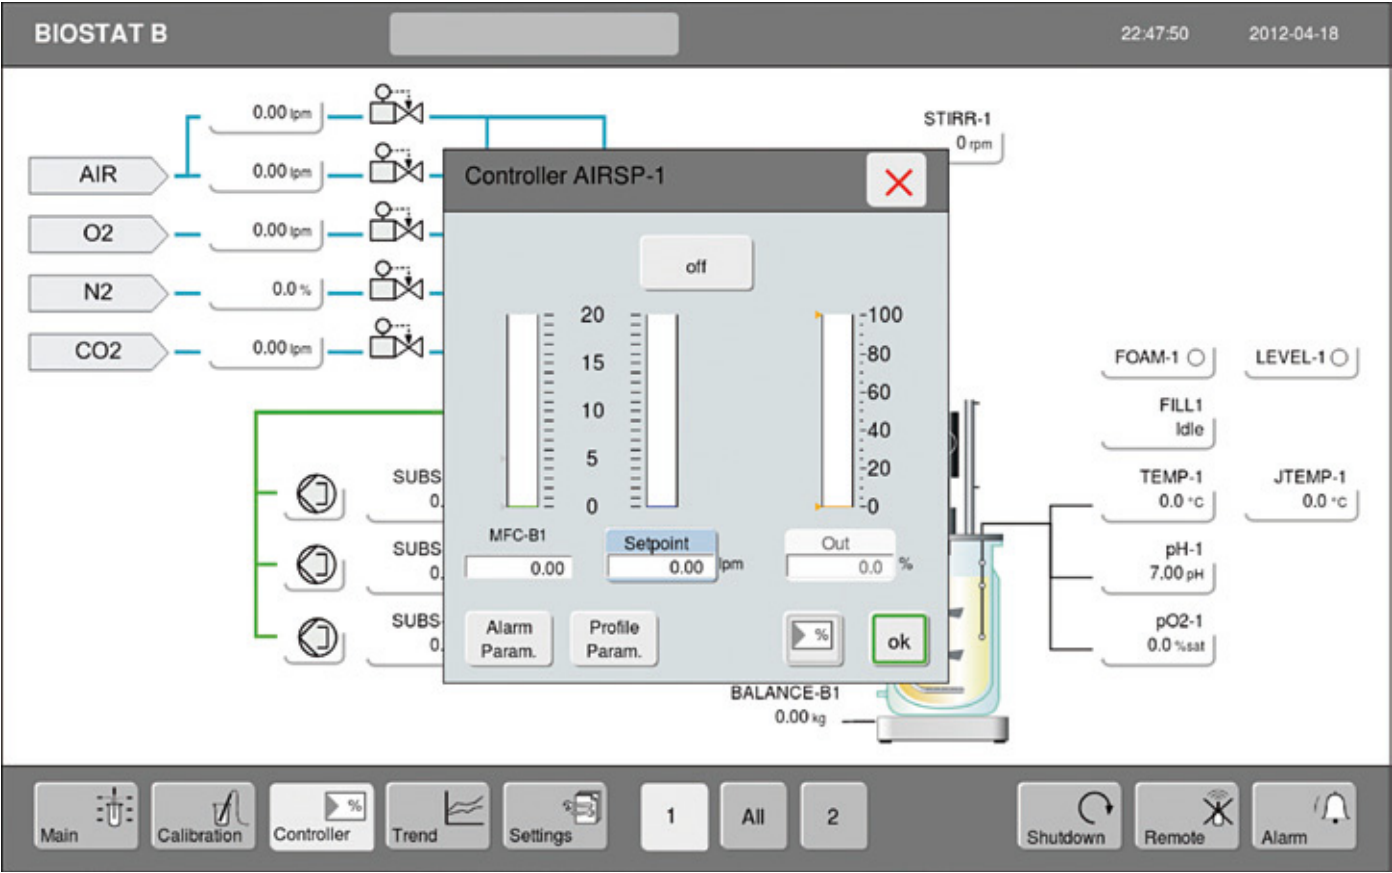 BIOSTAT B
22:47:50
2012-04-18
0.00 lpm
AIR
0.00 lpm
O2
0.00 lpm
N2
0.0 %
CO2
0.00 lpm
STIRR-1
0 rpm
Controller AIRSP-1
off
20
15
10
5
0
100
80
60
40
20
0
MFC-B1
0.00
Setpoint
0.00 lpm
Out
0.0 %
Alarm
Param.
Profile
Param.
%
ok
SUBS
0.
SUBS
0.
SUBS
0.
FOAM-1
LEVEL-1
FILL1
Idle
TEMP-1
0.0 °C
JTEMP-1
0.0 °C
pH-1
7.00 pH
pO2-1
0.0 %sat
BALANCE-B1
0.00 kg
Main
Calibration
%
Controller
Trend
Settings
1
All
2
Shutdown
Remote
Alarm